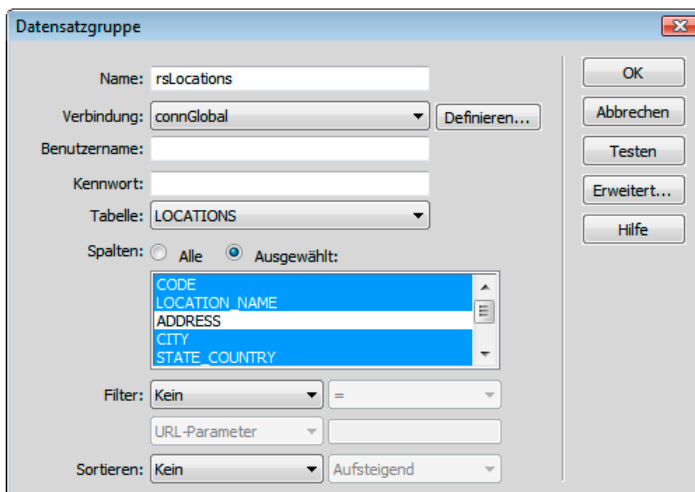 Datensatzgruppe
Name: rsLocations
Verbindung: connGlobal Definieren...
Benutzername:
Kennwort:
Tabelle: LOCATIONS
Spalten: Alle Ausgewählt:
CODE
LOCATION_NAME
ADDRESS
CITY
STATE_COUNTRY
Filter: Kein =
URL-Parameter
Sortieren: Kein Aufsteigend
OK
Abbrechen
Testen
Erweitert...
Hilfe